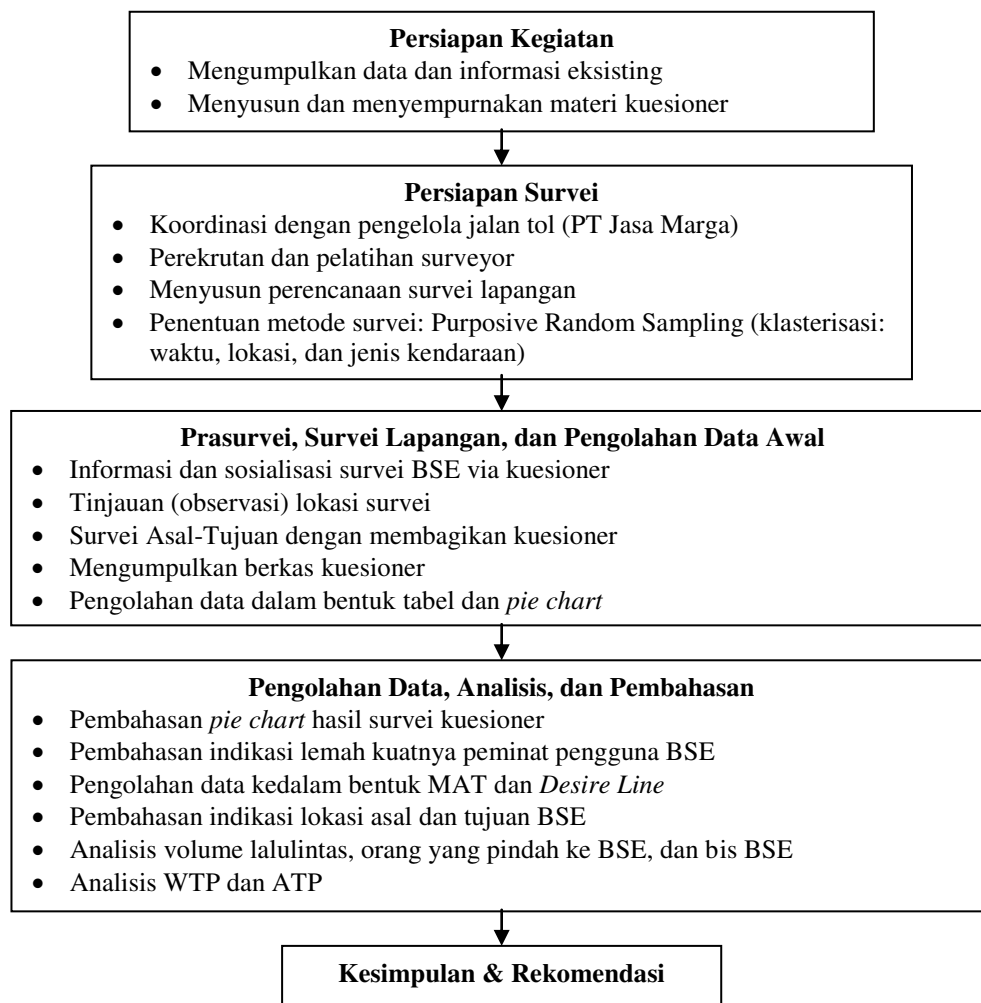 Persiapan Kegiatan
• Mengumpulkan data dan informasi eksisting
• Menyusun dan menyempurnakan materi kuesioner
Persiapan Survei
• Koordinasi dengan pengelola jalan tol (PT Jasa Marga)
• Perekrutan dan pelatihan surveyor
• Menyusun perencanaan survei lapangan
• Penentuan metode survei: Purposive Random Sampling (klasterisasi:
waktu, lokasi, dan jenis kendaraan)
Prasurvei, Survei Lapangan, dan Pengolahan Data Awal
• Informasi dan sosialisasi survei BSE via kuesioner
• Tinjauan (observasi) lokasi survei
• Survei Asal-Tujuan dengan membagikan kuesioner
• Mengumpulkan berkas kuesioner
• Pengolahan data dalam bentuk tabel dan pie chart
Pengolahan Data, Analisis, dan Pembahasan
• Pembahasan pie chart hasil survei kuesioner
• Pembahasan indikasi lemah kuatnya peminat pengguna BSE
• Pengolahan data kedalam bentuk MAT dan Desire Line
• Pembahasan indikasi lokasi asal dan tujuan BSE
• Analisis volume lalulintas, orang yang pindah ke BSE, dan bis BSE
• Analisis WTP dan ATP
Kesimpulan & Rekomendasi